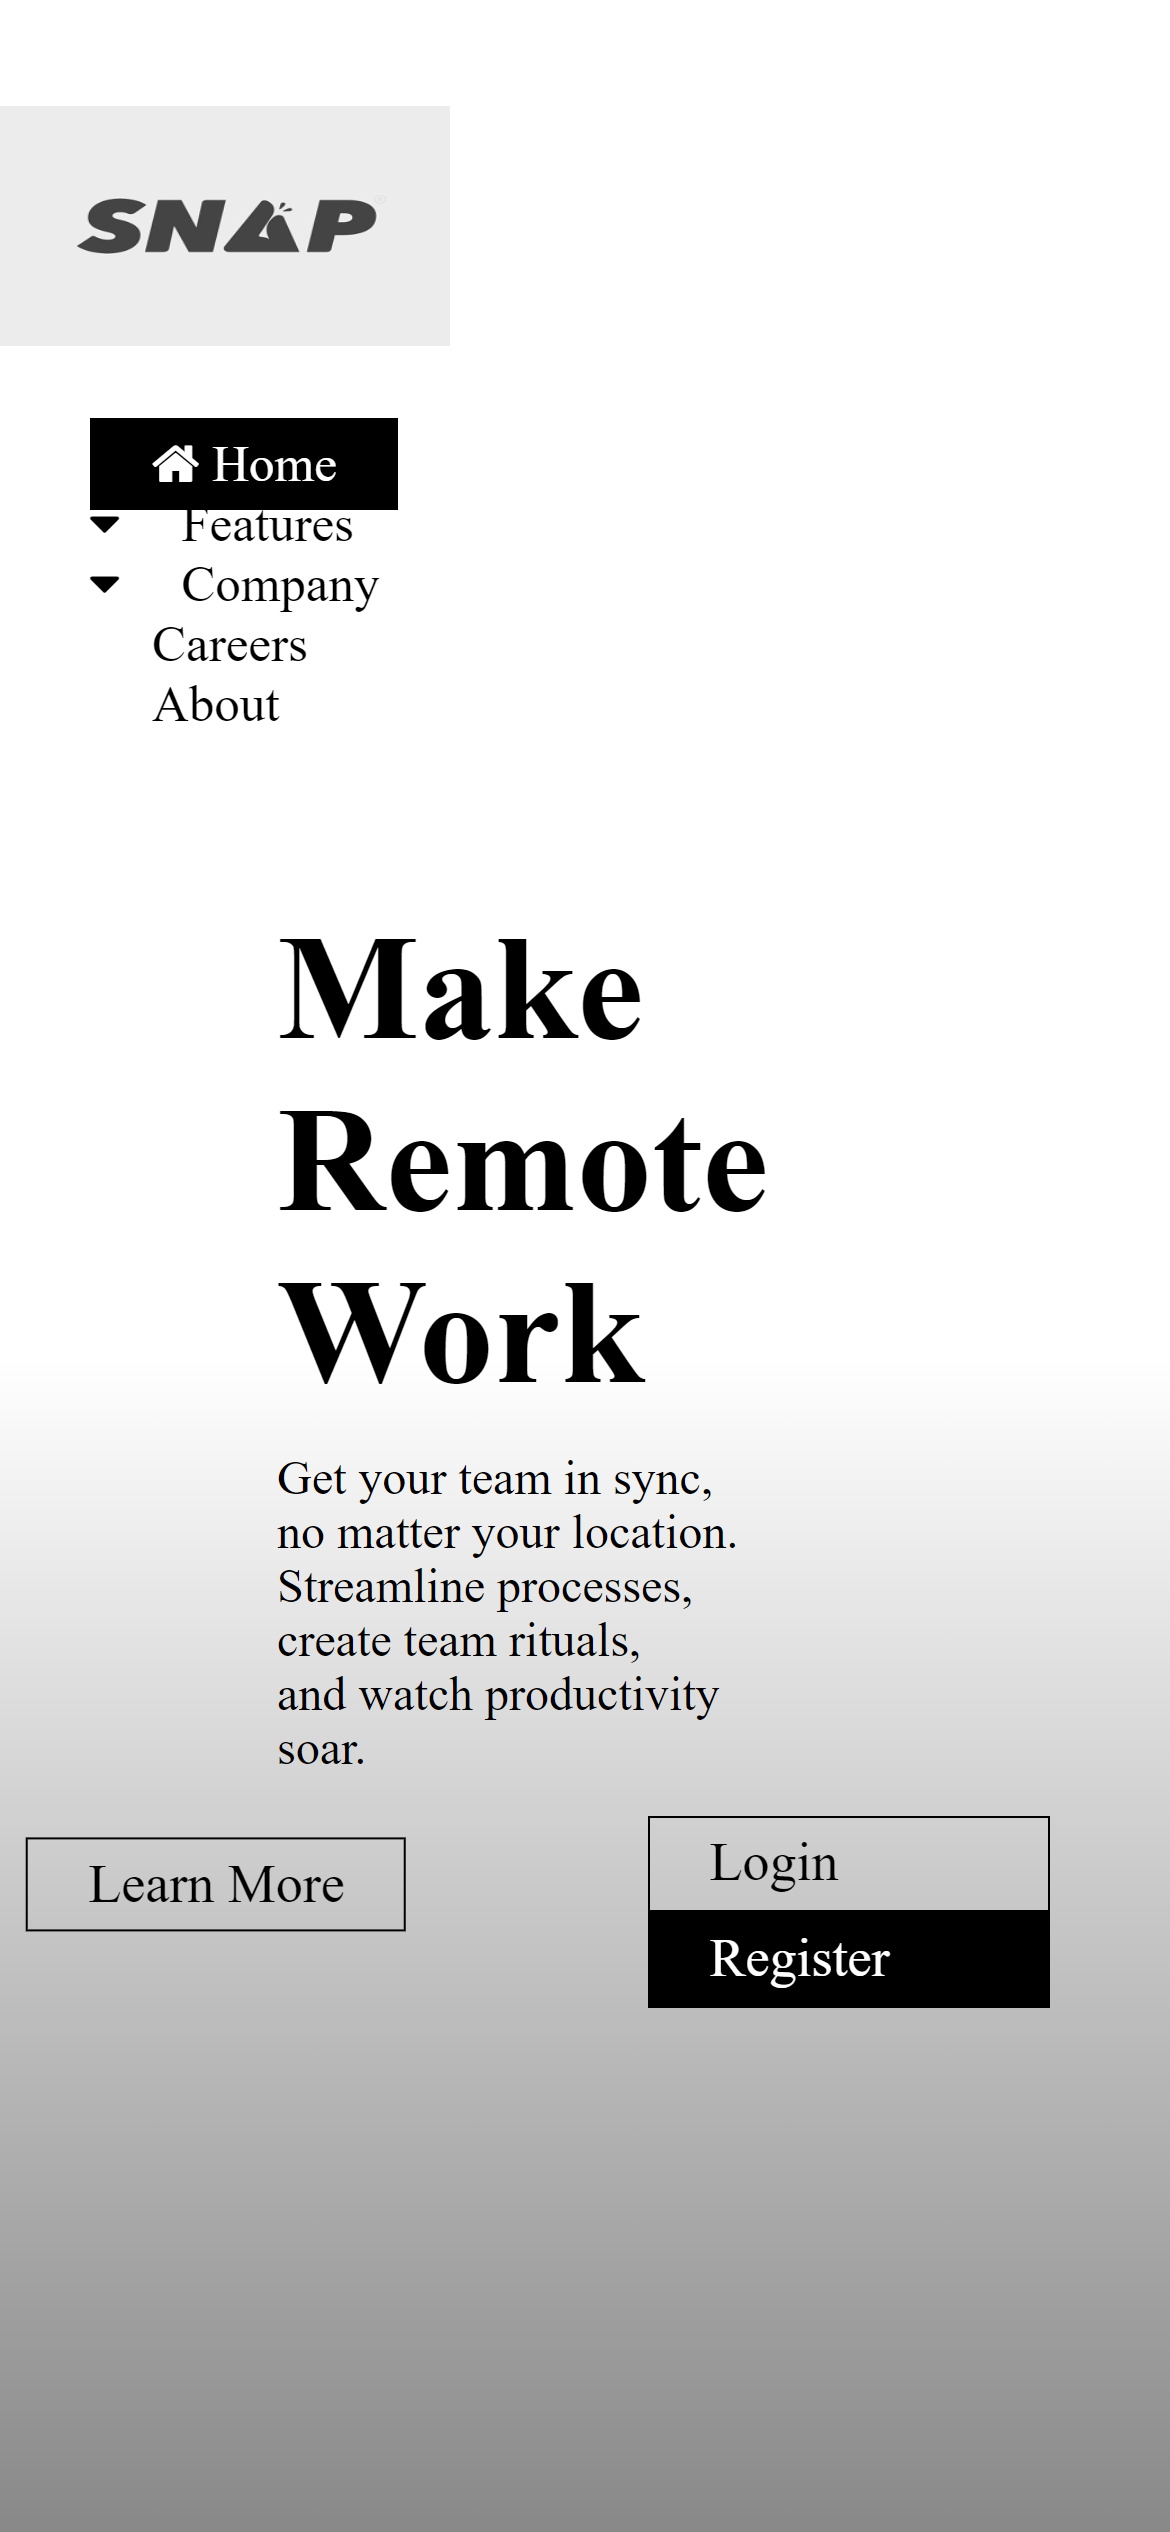 SNAP
Home
Features
Company
Careers
About
Make
Remote
Work
Get your team in sync,
no matter your location.
Streamline processes,
create team rituals,
and watch productivity
soar.
Learn More
Login
Register